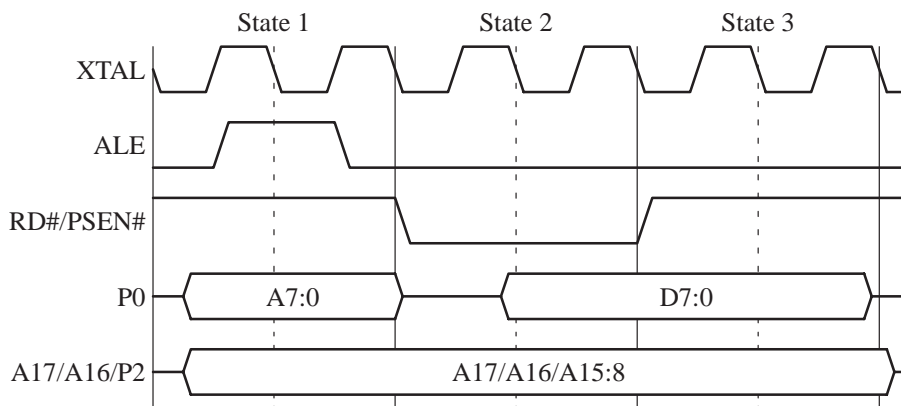 State 1 State 2 State 3
XTAL
ALE
RD#/PSEN#
P0 A7:0 D7:0
A17/A16/P2 A17/A16/A15:8